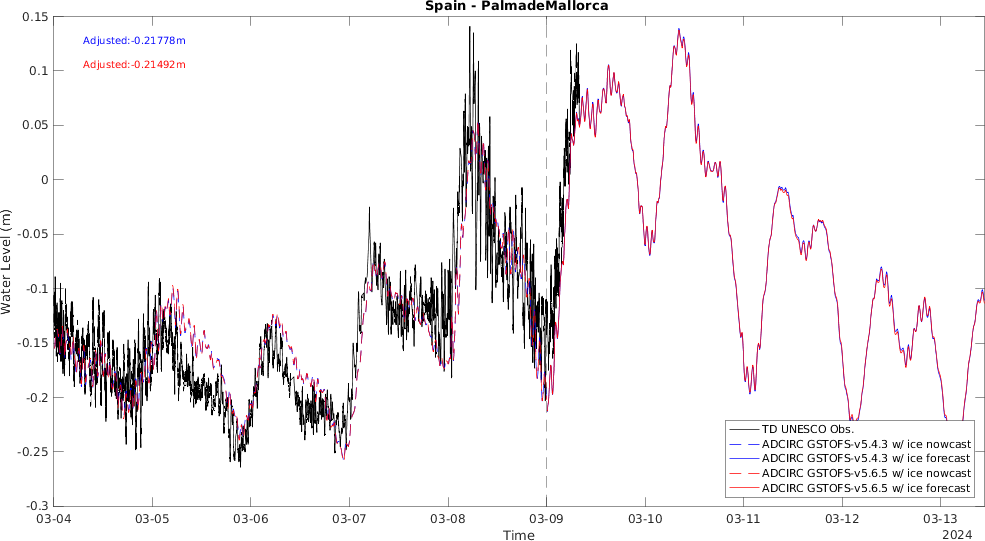 Spain - PalmadeMallorca
Adjusted:-0.21778m
Adjusted:-0.21492m
0.15
0.1
0.05
0
-0.05
-0.1
-0.15
-0.2
-0.25
-0.3
Water Level (m)
TD UNESCO Obs.
ADCIRC GSTOFS-v5.4.3 w/ ice nowcast
ADCIRC GSTOFS-v5.4.3 w/ ice forecast
ADCIRC GSTOFS-v5.6.5 w/ ice nowcast
ADCIRC GSTOFS-v5.6.5 w/ ice forecast
03-04 03-05 03-06 03-07 03-08 03-09 03-10 03-11 03-12 03-13
Time
2024